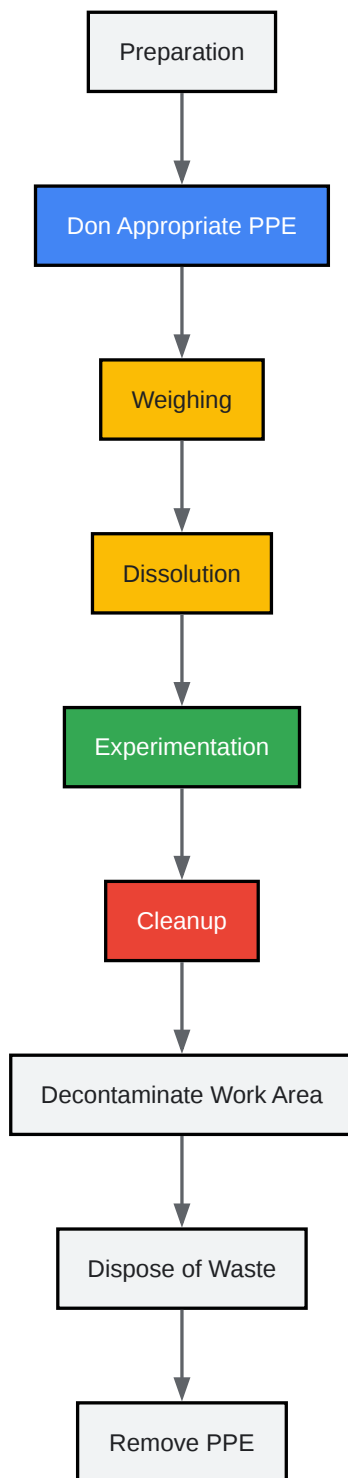 Preparation
Don Appropriate PPE
Weighing
Dissolution
Experimentation
Cleanup
Decontaminate Work Area
Dispose of Waste
Remove PPE